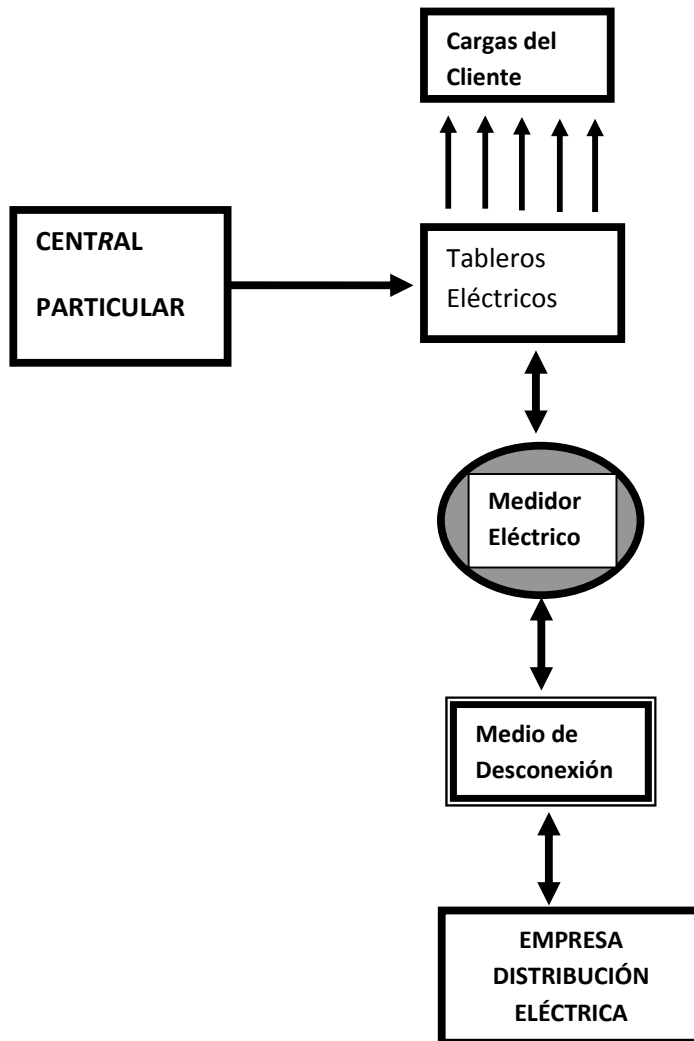 Cargas del
Cliente
CENTRAL
PARTICULAR
Tableros
Eléctricos
Medidor
Eléctrico
Medio de
Desconexión
EMPRESA
DISTRIBUCIÓN
ELÉCTRICA